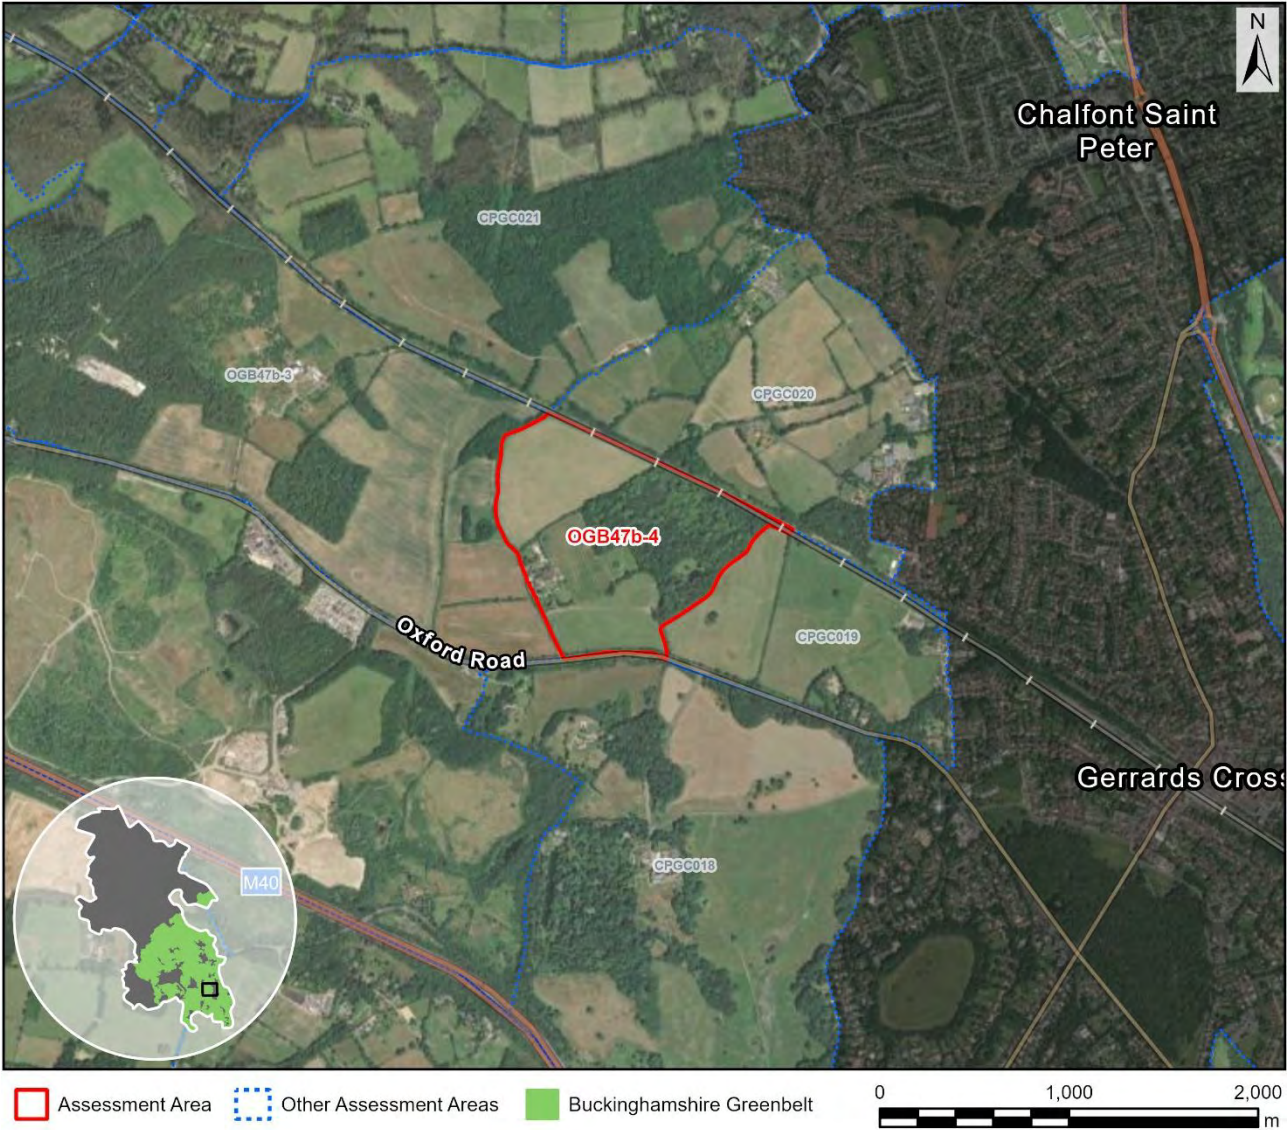 N
Chalfont Saint
Peter
CPGC021
OGB47b-3
CPGC020
OGB47b-4
Oxford Road
CPGC019
Gerrards Cross
CPGC018
M40
Assessment Area
Other Assessment Areas
Buckinghamshire Greenbelt
0 1,000 2,000
m